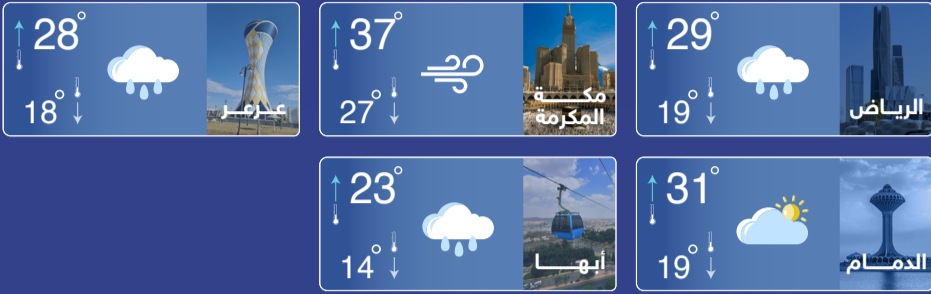 29°
19°
الرياض
37°
27°
مكة
المكرمة
28°
18°
عرعر
31°
19°
الدمام
23°
14°
أبها